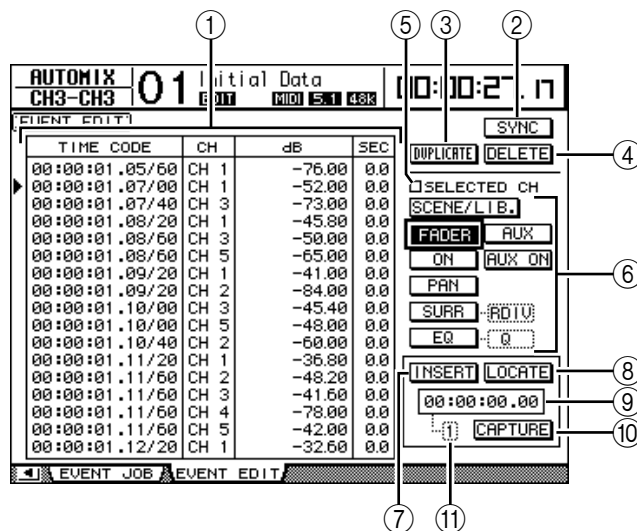 ① ⑤ ③ ②
AUTOMIX 01 Initial Data 00:00:27.17
CH3-CH3 EDIT MIDI 5.1 48k
EVENT EDIT
SYNC
DUPLICATE DELETE ④
TIME CODE CH dB SEC
00:00:01.05/60 CH 1 -76.00 0.0
00:00:01.07/00 CH 1 -52.00 0.0
00:00:01.07/40 CH 3 -73.00 0.0
00:00:01.08/20 CH 1 -45.80 0.0
00:00:01.08/60 CH 3 -50.00 0.0
00:00:01.08/60 CH 5 -65.00 0.0
00:00:01.09/20 CH 1 -41.00 0.0
00:00:01.09/20 CH 2 -84.00 0.0
00:00:01.10/00 CH 3 -45.40 0.0
00:00:01.10/00 CH 5 -48.00 0.0
00:00:01.10/40 CH 2 -60.00 0.0
00:00:01.11/20 CH 1 -36.80 0.0
00:00:01.11/60 CH 2 -48.20 0.0
00:00:01.11/60 CH 3 -41.60 0.0
00:00:01.11/60 CH 4 -78.00 0.0
00:00:01.11/60 CH 5 -42.00 0.0
00:00:01.12/20 CH 1 -32.60 0.0
SELECTED CH
SCENE/LIB.
FADER AUX
ON AUX ON ⑥
PAN
SURR RDIV
EQ Q
INSERT LOCATE ⑧
00:00:00.00 ⑨
1 CAPTURE ⑩
EVENT JOB EVENT EDIT
⑦ ⑪